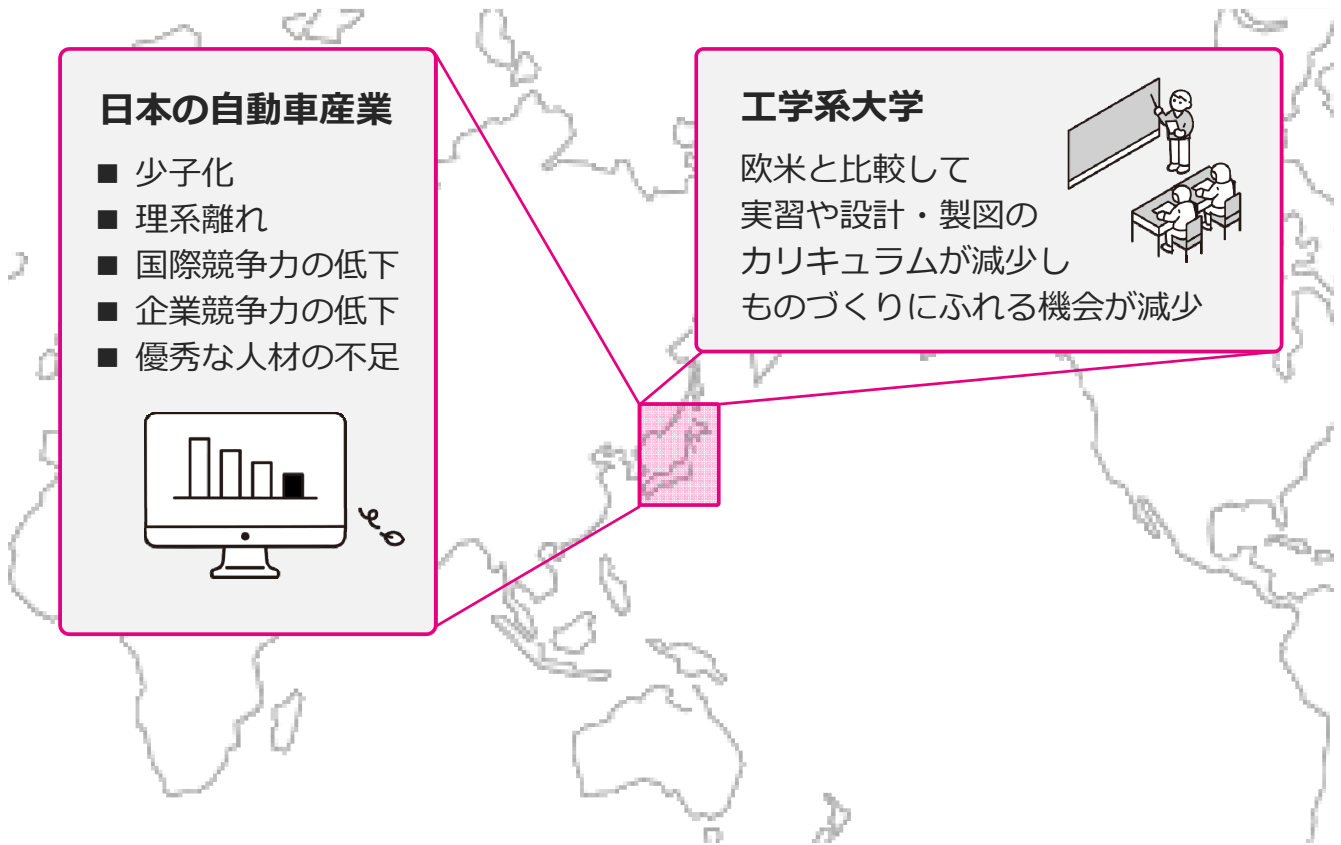 日本の自動車産業
■ 少子化
■ 理系離れ
■ 国際競争力の低下
■ 企業競争力の低下
■ 優秀な人材の不足
工学系大学
欧米と比較して
実習や設計・製図の
カリキュラムが減少し
ものづくりにふれる機会が減少